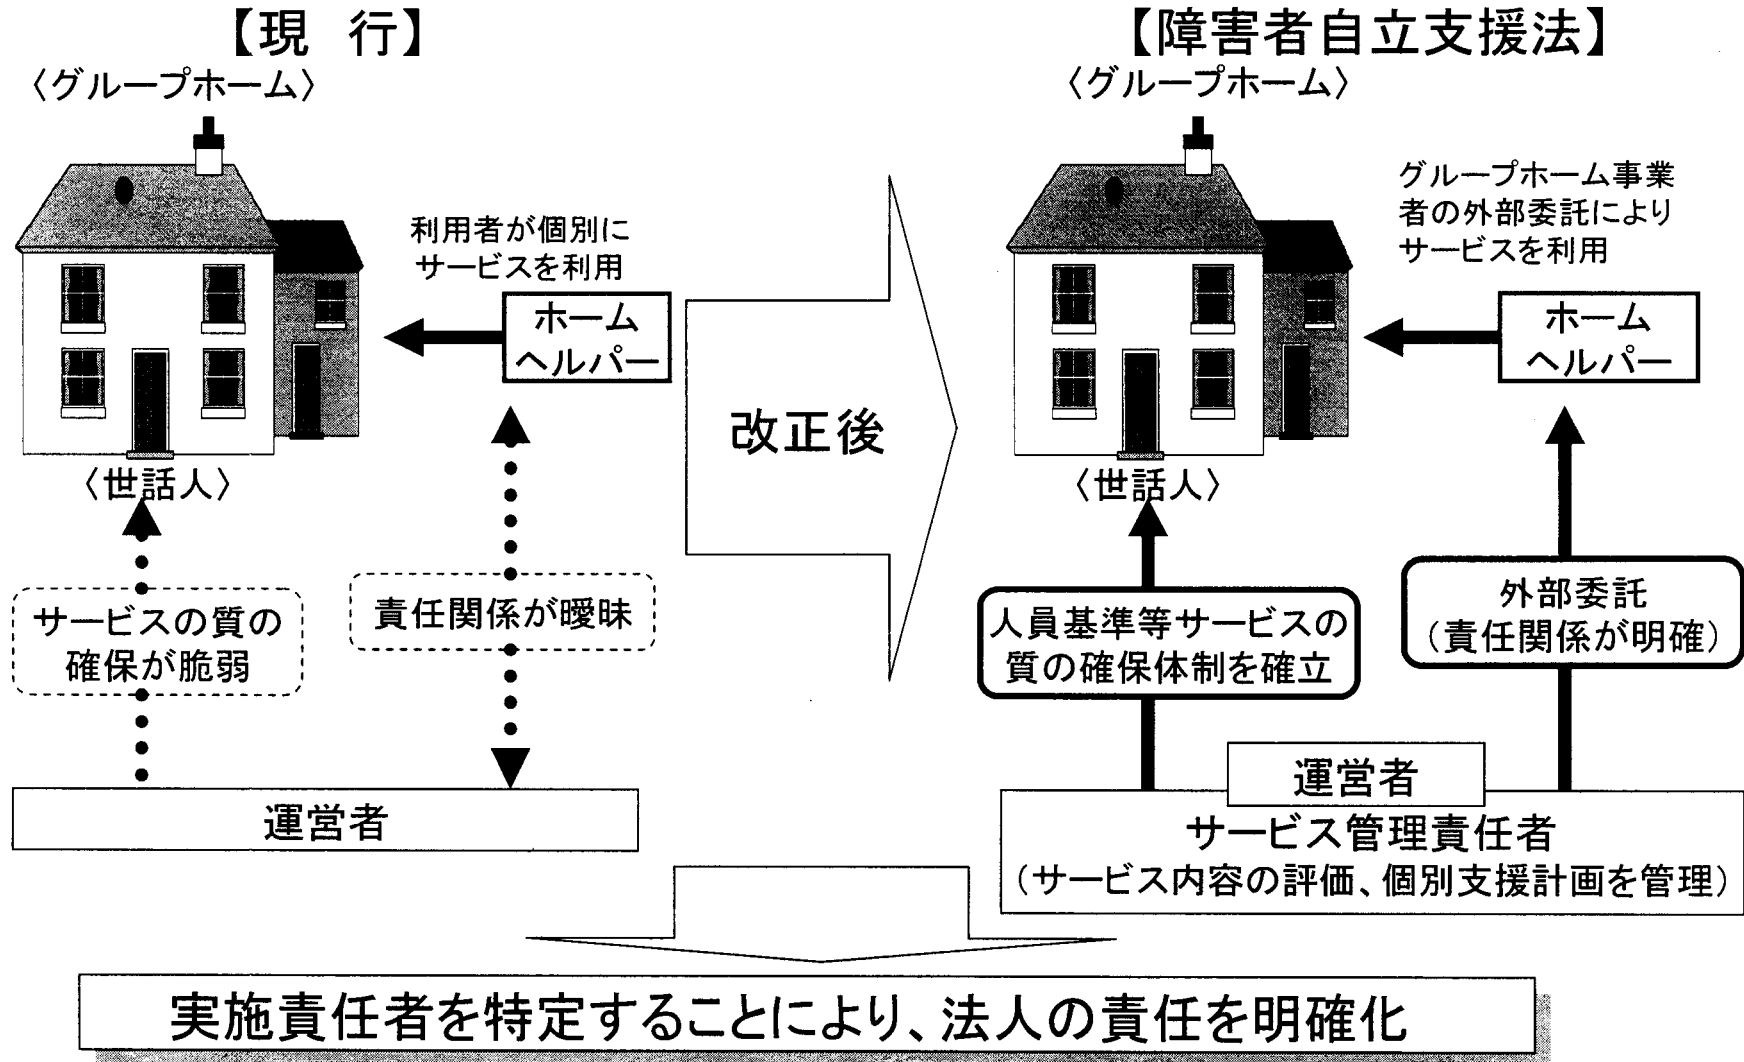 【現　行】
〈グループホーム〉
利用者が個別に
サービスを利用
ホーム
ヘルパー
〈世話人〉
サービスの質の
確保が脆弱
責任関係が曖昧
運営者
改正後
【障害者自立支援法】
〈グループホーム〉
グループホーム事業
者の外部委託により
サービスを利用
ホーム
ヘルパー
〈世話人〉
人員基準等サービスの
質の確保体制を確立
外部委託
（責任関係が明確）
運営者
サービス管理責任者
（サービス内容の評価、個別支援計画を管理）
実施責任者を特定することにより、法人の責任を明確化